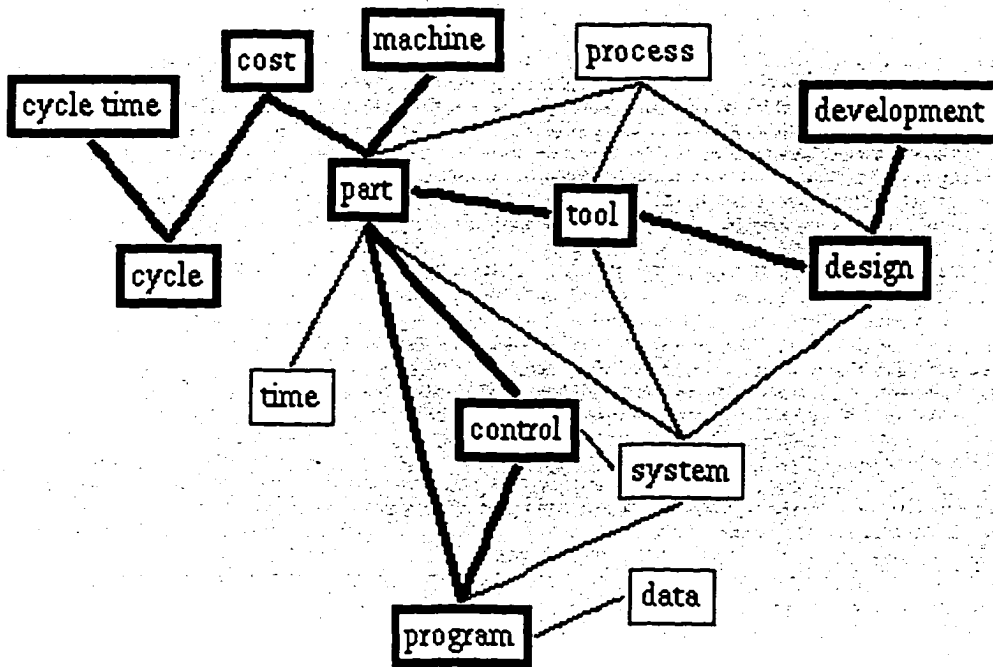 machine
cost
process
cycle time
development
part
tool
cycle
design
time
control
system
data
program